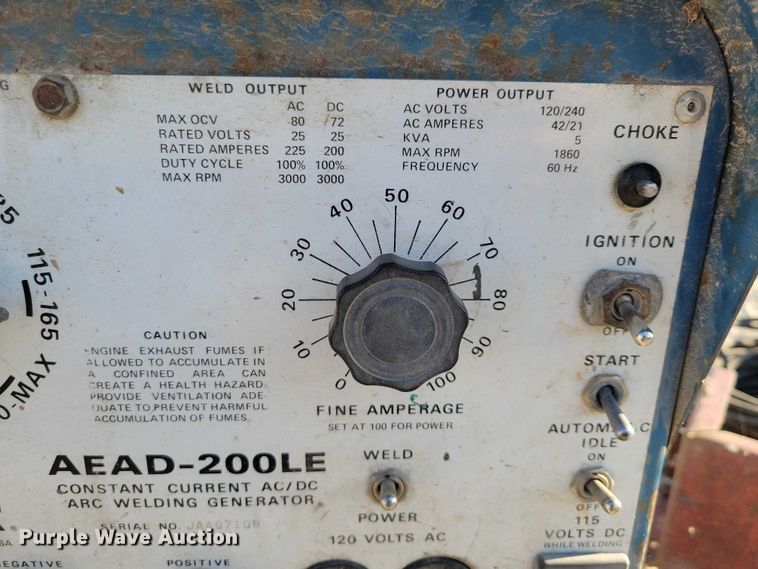 WELD OUTPUT
AC DC
MAX OCV 80 72
RATED VOLTS 25 25
RATED AMPERES 225 200
DUTY CYCLE 100% 100%
MAX RPM 3000 3000
POWER OUTPUT
AC VOLTS 120/240
AC AMPERES 42/21
KVA 5
MAX RPM 1860
FREQUENCY 60 Hz
CHOKE
IGNITION
ON
OFF
START
AUTOMATIC
IDLE
ON
OFF
115
VOLTS DC
WHILE WELDING
0 10 20 30 40 50 60 70 80 90 100
FINE AMPERAGE
SET AT 100 FOR POWER
115-165
-MAX
CAUTION
ENGINE EXHAUST FUMES IF
ALLOWED TO ACCUMULATE IN
A CONFINED AREA CAN
CREATE A HEALTH HAZARD.
PROVIDE VENTILATION ADE-
QUATE TO PREVENT HARMFUL
ACCUMULATION OF FUMES.
AEAD-200LE
CONSTANT CURRENT AC/DC
ARC WELDING GENERATOR
SERIAL NO. JAA07108
WELD
POWER
120 VOLTS AC
NEGATIVE POSITIVE
Purple Wave Auction